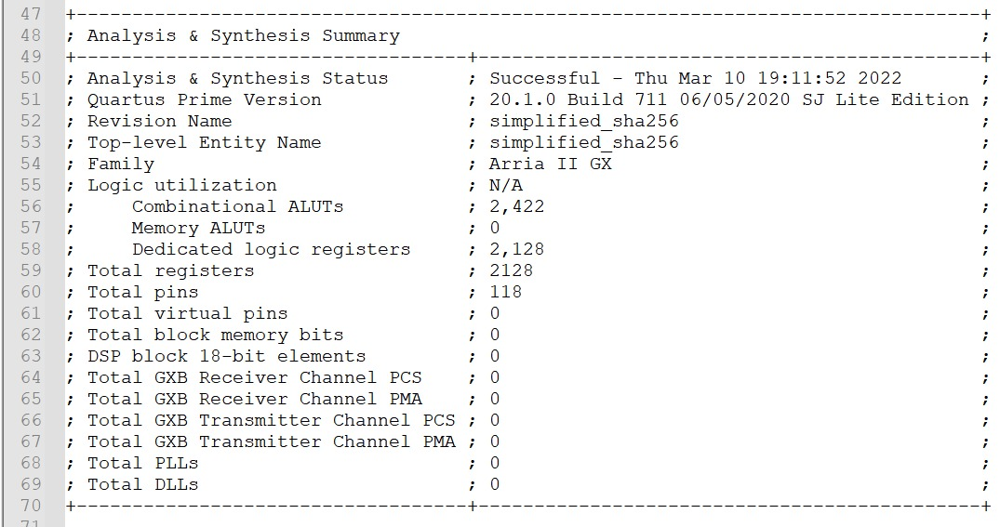 47 +----------------------------------------------------------------------------------+
48 ; Analysis & Synthesis Summary ;
49 +-----------------------------------+----------------------------------------------+
50 ; Analysis & Synthesis Status ; Successful - Thu Mar 10 19:11:52 2022 ;
51 ; Quartus Prime Version ; 20.1.0 Build 711 06/05/2020 SJ Lite Edition ;
52 ; Revision Name ; simplified_sha256 ;
53 ; Top-level Entity Name ; simplified_sha256 ;
54 ; Family ; Arria II GX ;
55 ; Logic utilization ; N/A ;
56 ; Combinational ALUTs ; 2,422 ;
57 ; Memory ALUTs ; 0 ;
58 ; Dedicated logic registers ; 2,128 ;
59 ; Total registers ; 2128 ;
60 ; Total pins ; 118 ;
61 ; Total virtual pins ; 0 ;
62 ; Total block memory bits ; 0 ;
63 ; DSP block 18-bit elements ; 0 ;
64 ; Total GXB Receiver Channel PCS ; 0 ;
65 ; Total GXB Receiver Channel PMA ; 0 ;
66 ; Total GXB Transmitter Channel PCS ; 0 ;
67 ; Total GXB Transmitter Channel PMA ; 0 ;
68 ; Total PLLs ; 0 ;
69 ; Total DLLs ; 0 ;
70 +-----------------------------------+----------------------------------------------+
71